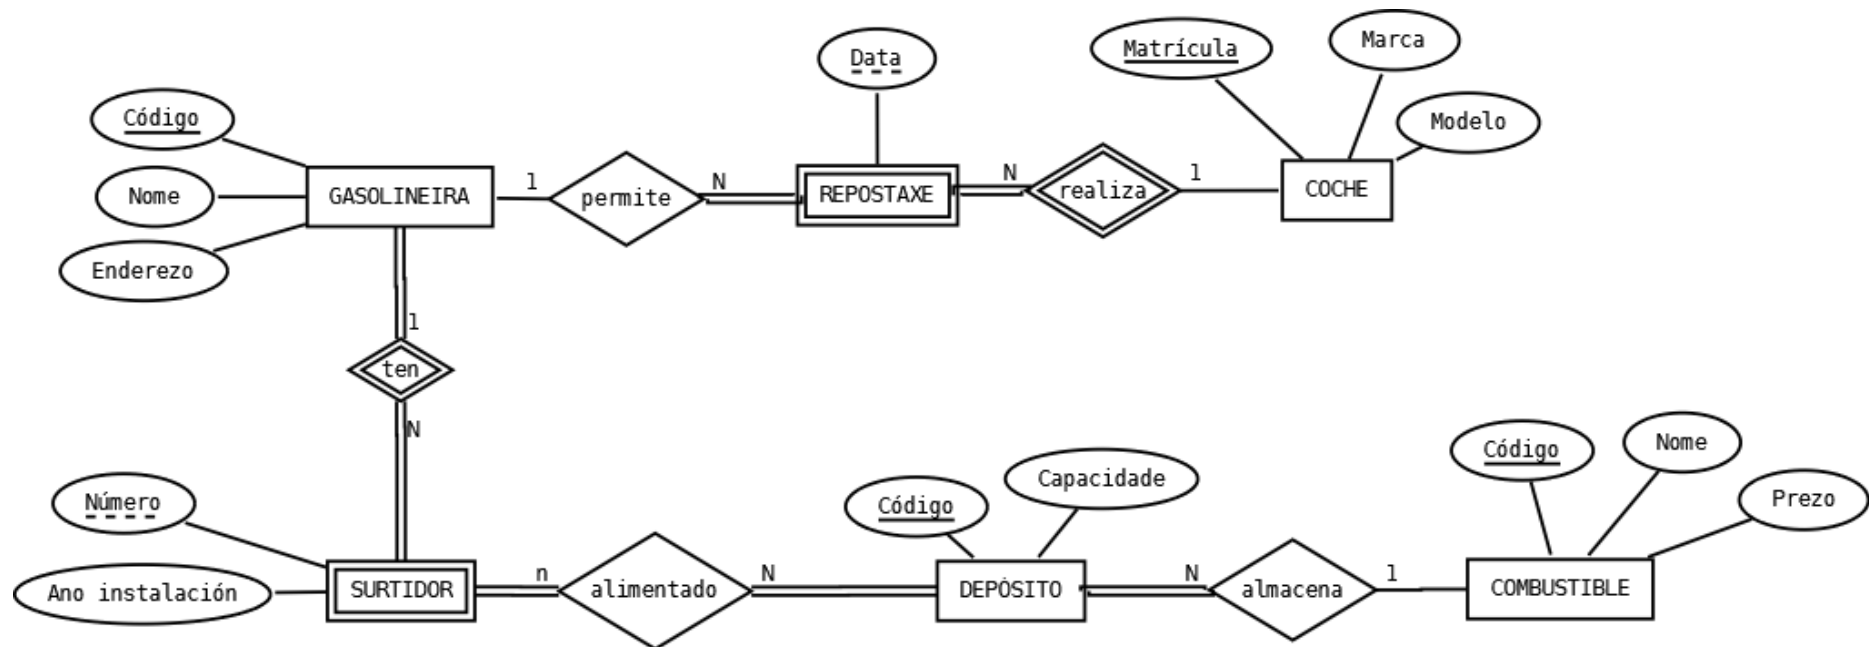 Data
Matrícula
Marca
Modelo
Código
Nome
Enderezo
GASOLINEIRA
1
permite
N
REPOSTAXE
N
realiza
1
COCHE
1
ten
N
Número
Ano instalación
SURTIDOR
n
alimentado
N
Código
Capacidade
DEPÓSITO
N
almacena
1
Código
Nome
Prezo
COMBUSTIBLE